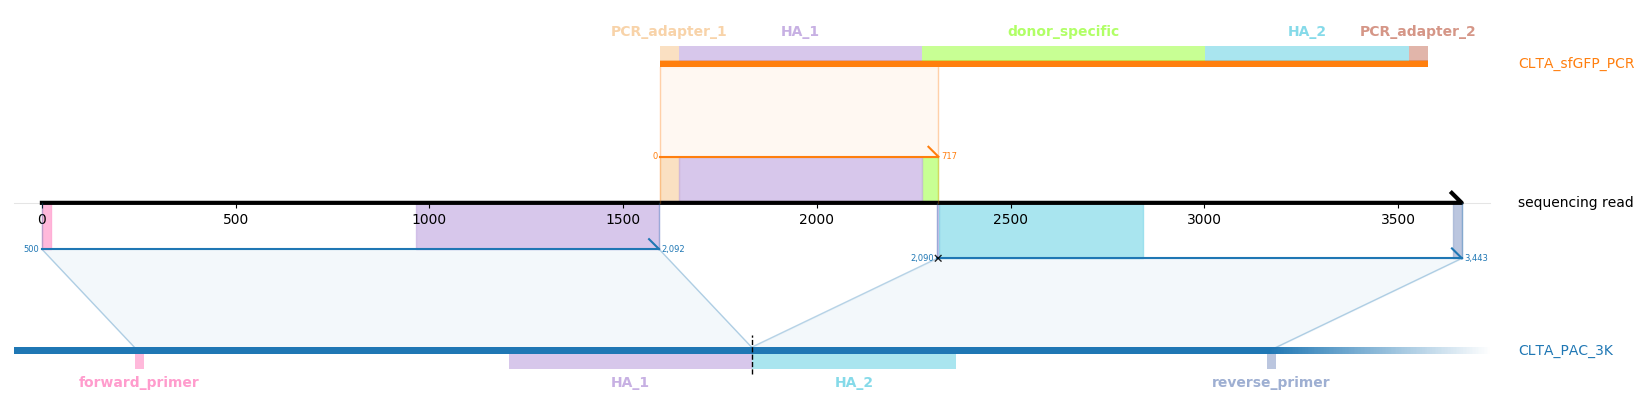 PCR_adapter_1 HA_1 donor_specific HA_2 PCR_adapter_2
CLTA_sfGFP_PCR
0 717
sequencing read
0 500 1000 1500 2000 2500 3000 3500
500 2,092 2,090 3,443
CLTA_PAC_3K
forward_primer HA_1 HA_2 reverse_primer